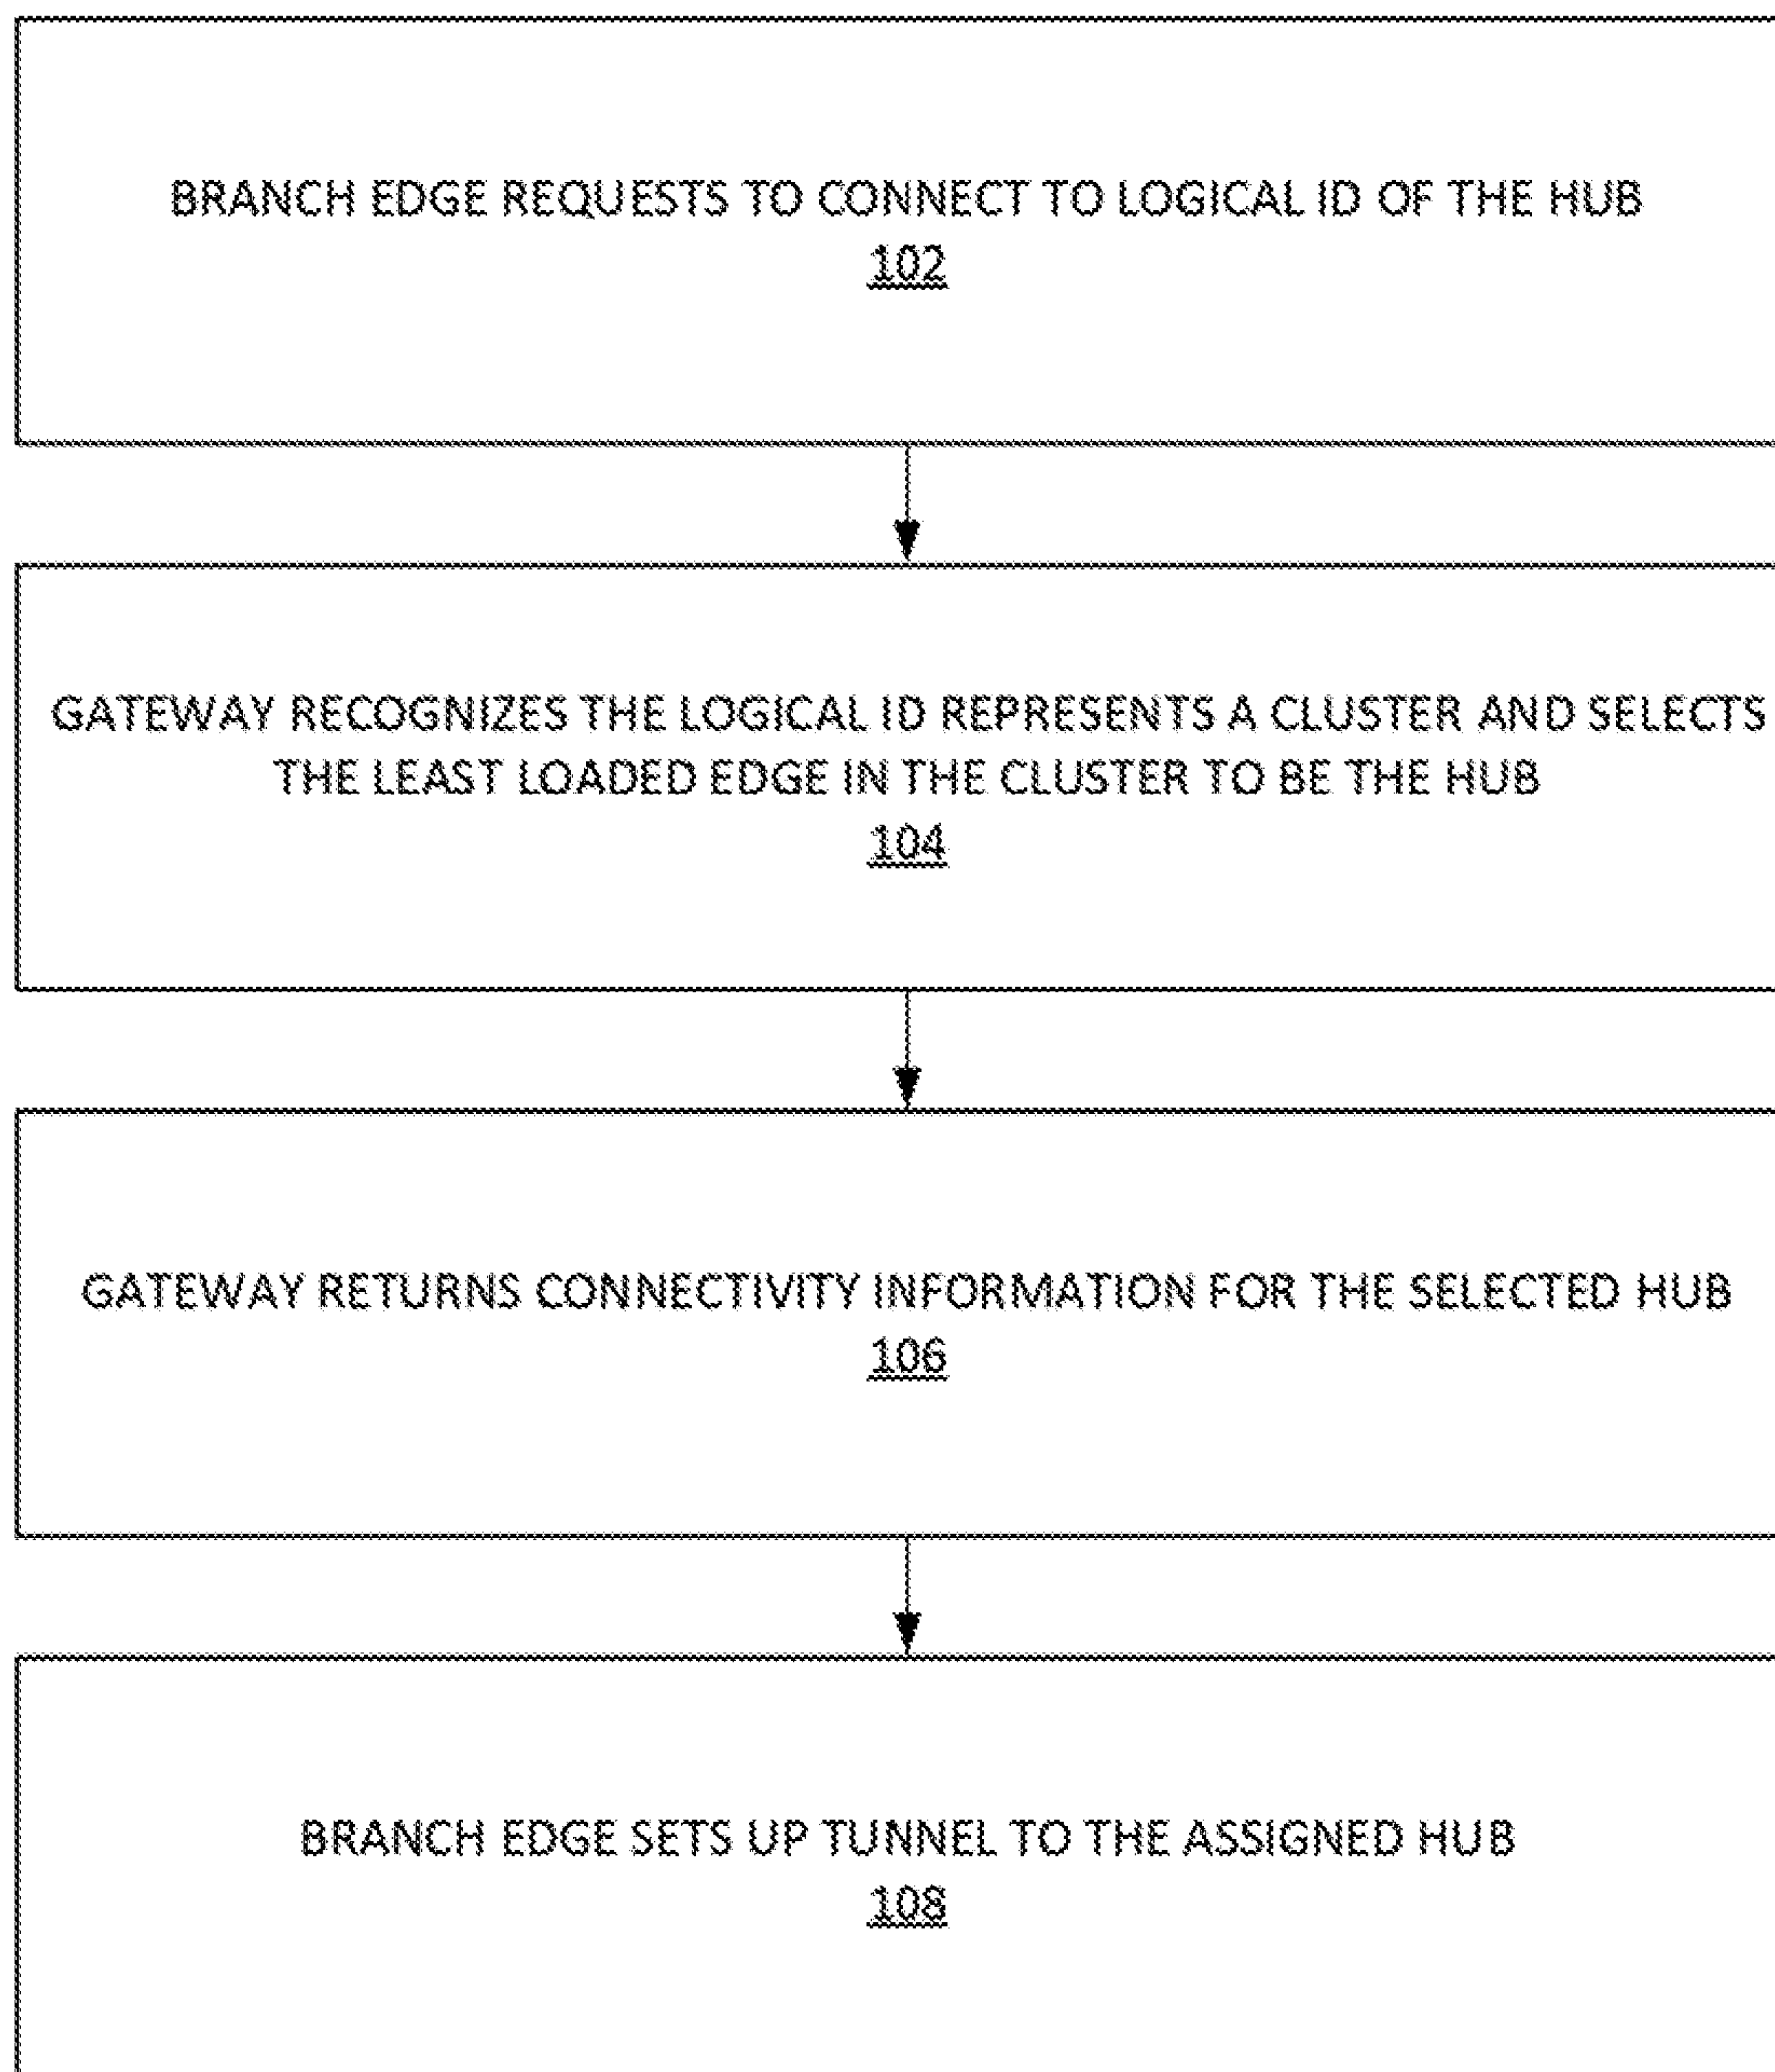 BRANCH EDGE REQUESTS TO CONNECT TO LOGICAL ID OF THE HUB
102
GATEWAY RECOGNIZES THE LOGICAL ID REPRESENTS A CLUSTER AND SELECTS
THE LEAST LOADED EDGE IN THE CLUSTER TO BE THE HUB
104
GATEWAY RETURNS CONNECTIVITY INFORMATION FOR THE SELECTED HUB
106
BRANCH EDGE SETS UP TUNNEL TO THE ASSIGNED HUB
108